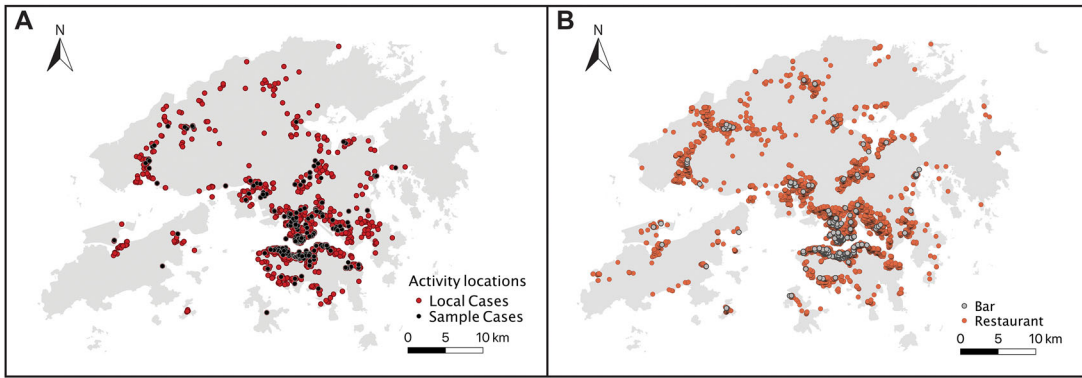 A
N
Activity locations
Local Cases
Sample Cases
0 5 10 km
B
N
Bar
Restaurant
0 5 10 km